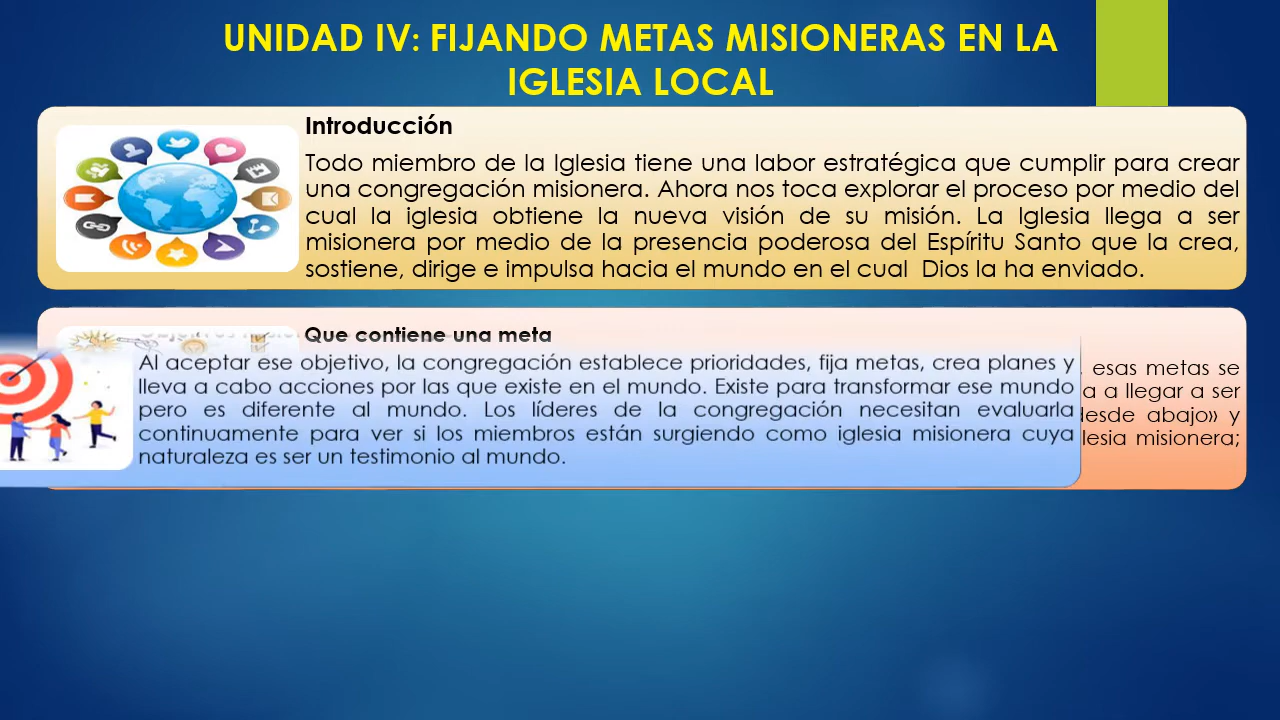 UNIDAD IV: FIJANDO METAS MISIONERAS EN LA
IGLESIA LOCAL
Introducción
Todo miembro de la Iglesia tiene una labor estratégica que cumplir para crear
una congregación misionera. Ahora nos toca explorar el proceso por medio del
cual la iglesia obtiene la nueva visión de su misión. La Iglesia llega a ser
misionera por medio de la presencia poderosa del Espíritu Santo que la crea,
sostiene, dirige e impulsa hacia el mundo en el cual Dios la ha enviado.
Que contiene una meta
Al aceptar ese objetivo, la congregación establece prioridades, fija metas, crea planes y
lleva a cabo acciones por las que existe en el mundo. Existe para transformar ese mundo
pero es diferente al mundo. Los líderes de la congregación necesitan evaluarla
continuamente para ver si los miembros están surgiendo como iglesia misionera cuya
naturaleza es ser un testimonio al mundo.
esas metas se
a llegar a ser
abajo» y
misionera;